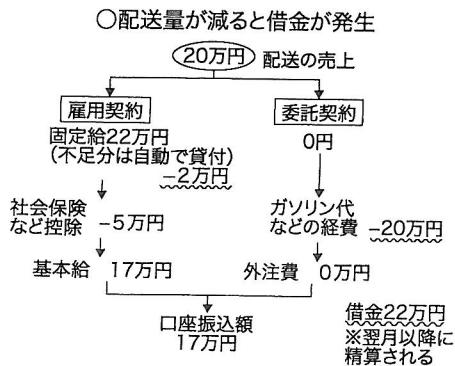 ○配送量が減ると借金が発生
20万円 配送の売上
雇用契約
固定給22万円
(不足分は自動で貸付)
−2万円
社会保険
など控除 −5万円
基本給 17万円
委託契約
0円
ガソリン代
などの経費 −20万円
外注費 0万円
口座振込額
17万円
借金22万円
※翌月以降に
精算される